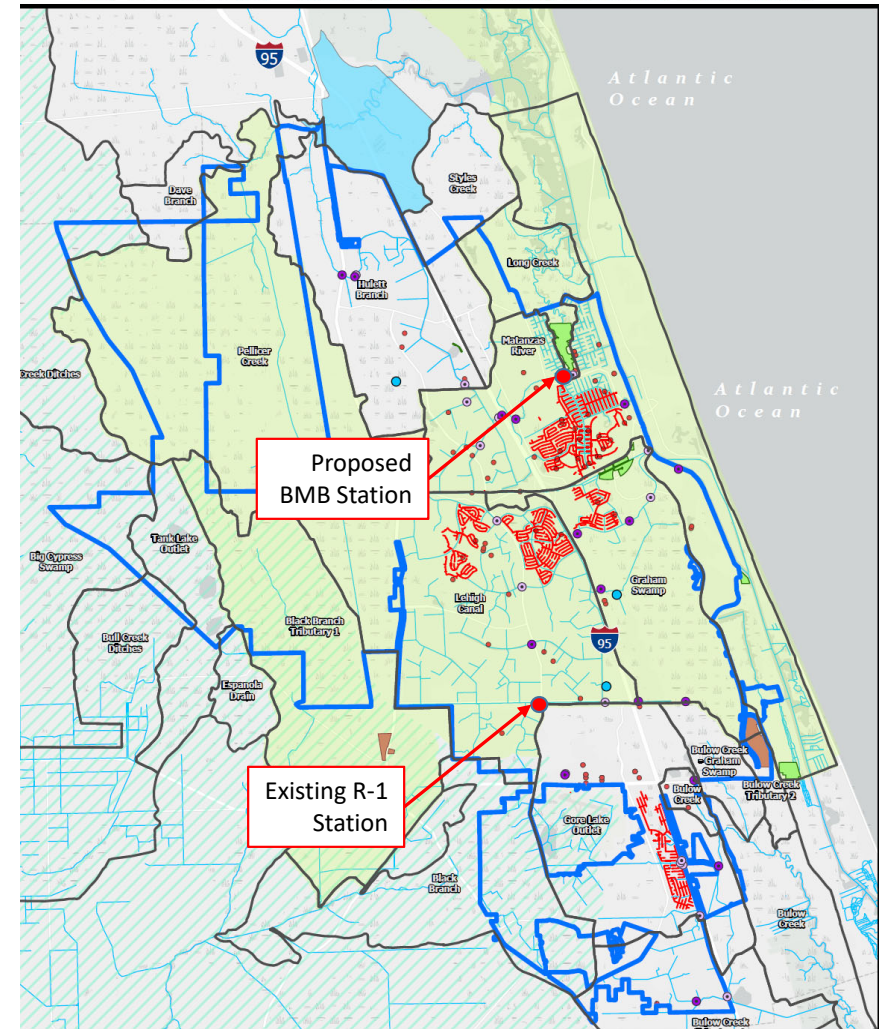 95
Atlantic
Ocean
Dave
Branch
Styles
Creek
Long Creek
Hulett
Branch
Matanzas
River
Pellicer
Creek
Creek Ditches
Atlantic
Ocean
Proposed
BMB Station
Tank Lake
Outlet
Big Cypress
Swamp
Lehigh
Canal
Graham
Swamp
Black Branch
Tributary 1
95
Bull Creek
Ditches
Espanola
Drain
Existing R-1
Station
Bulow Creek
- Graham
Swamp
Bulow Creek
Tributary 2
Bulow
Creek
Gore Lake
Outlet
Black
Branch
Bulow
Creek
Bulow Creek